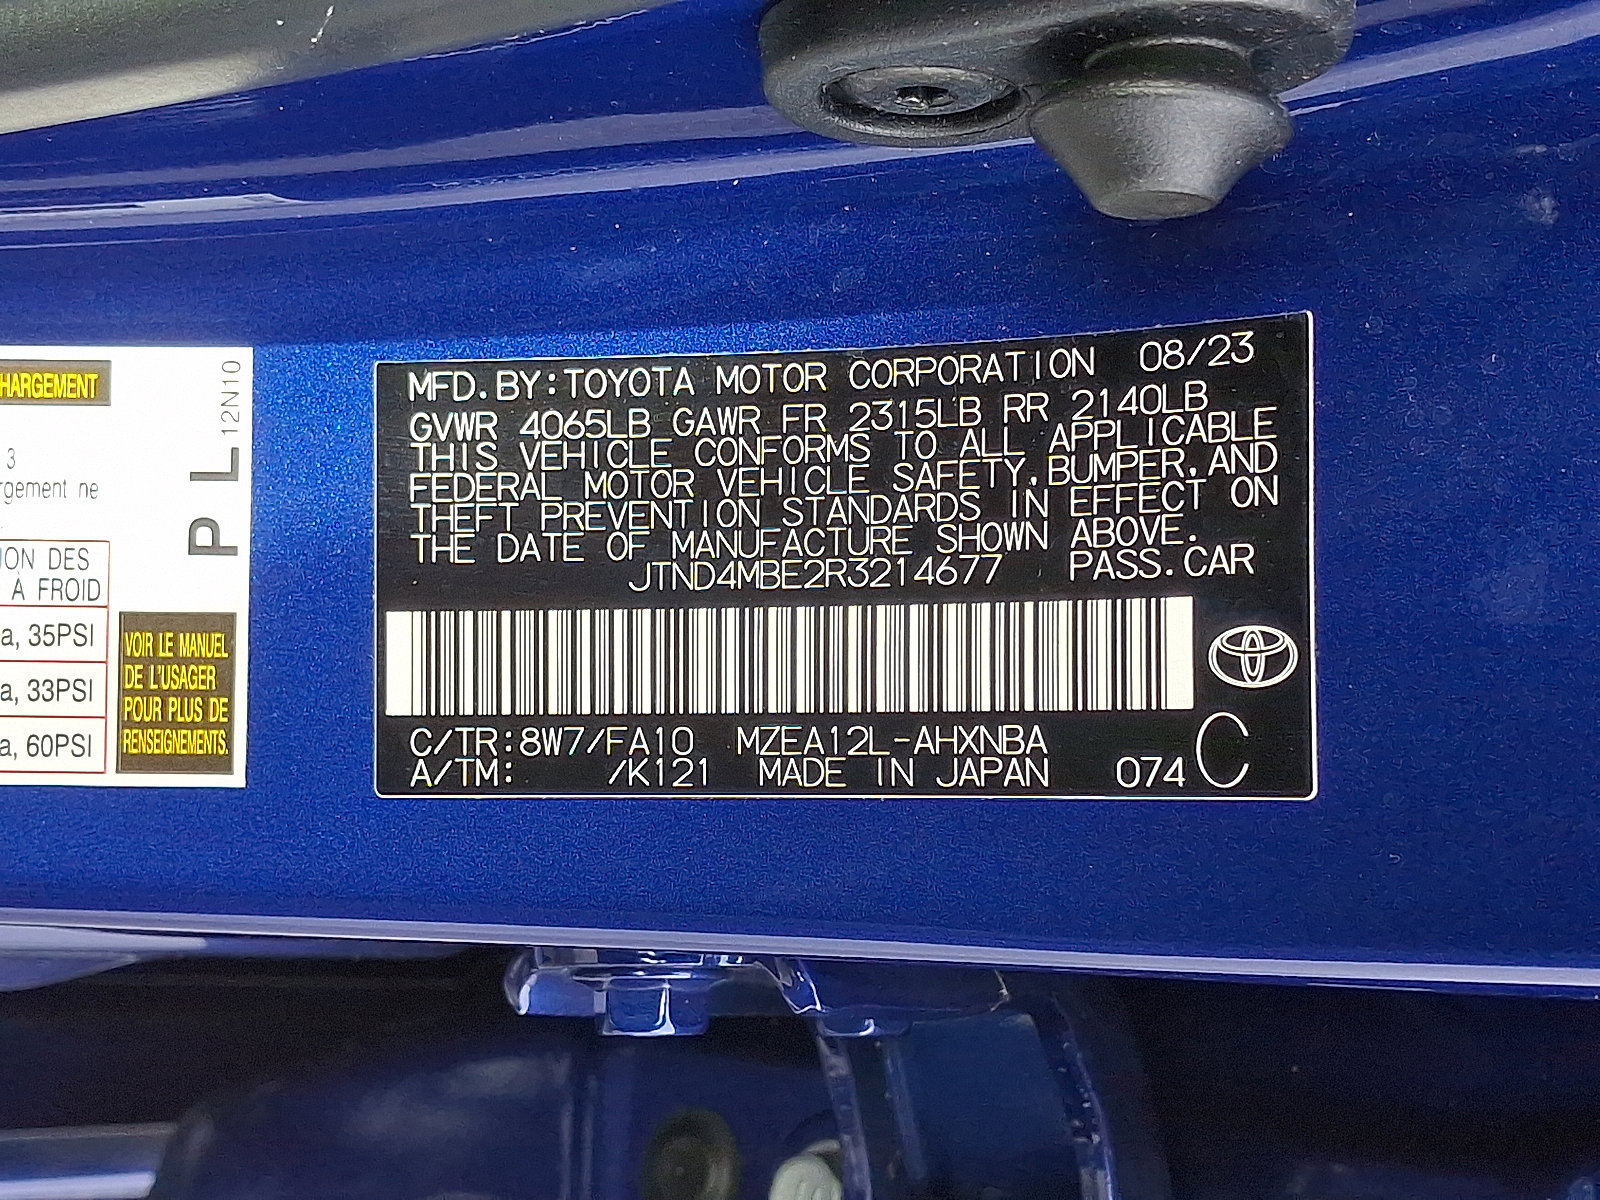 HARGEMENT
3
rgement ne
ION DES
À FROID
a, 35PSI
a, 33PSI
a, 60PSI
P L 12N10
VOIR LE MANUEL
DE L'USAGER
POUR PLUS DE
RENSEIGNEMENTS.
MFD.BY:TOYOTA MOTOR CORPORATION 08/23
GVWR 4065LB GAWR FR 2315LB RR 2140LB
THIS VEHICLE CONFORMS TO ALL APPLICABLE
FEDERAL MOTOR VEHICLE SAFETY,BUMPER,AND
THEFT PREVENTION STANDARDS IN EFFECT ON
THE DATE OF MANUFACTURE SHOWN ABOVE.
JTND4MBE2R3214677 PASS.CAR
C/TR:8W7/FA10 MZEA12L-AHXNBA
A/TM: /K121 MADE IN JAPAN 074 C